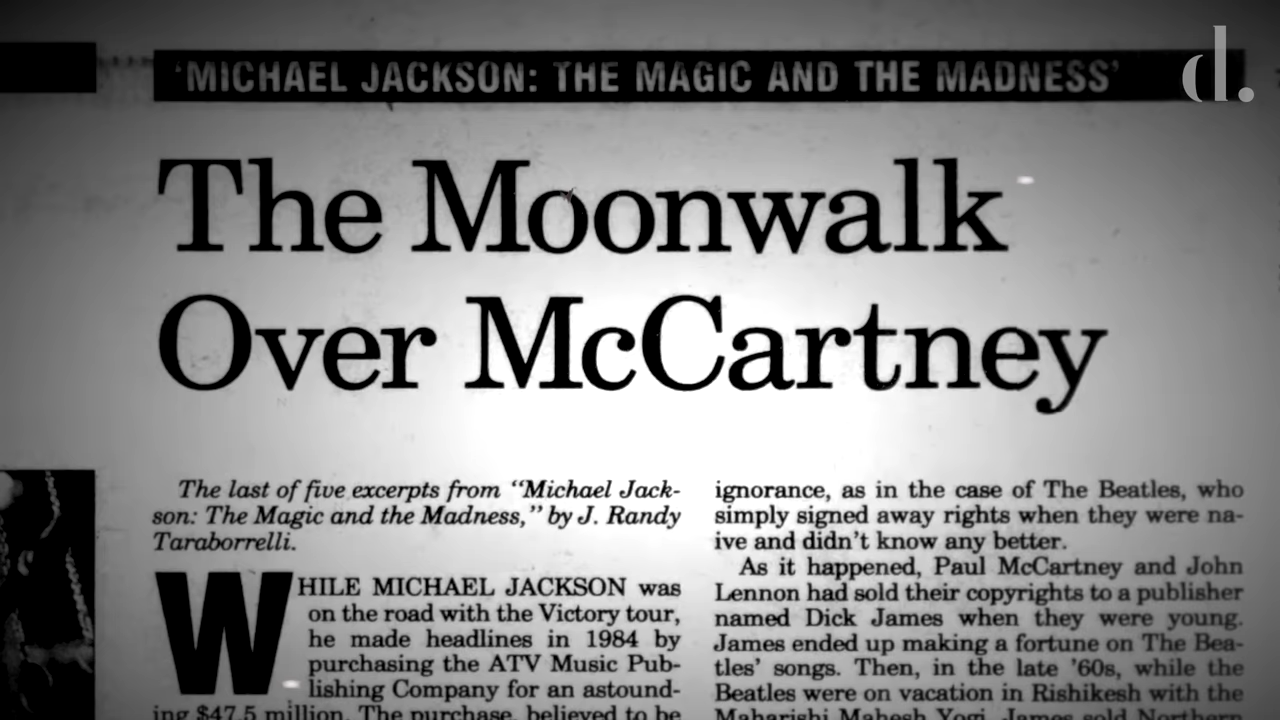 'MICHAEL JACKSON: THE MAGIC AND THE MADNESS'
d.
The Moonwalk
Over McCartney
The last of five excerpts from "Michael Jack-
son: The Magic and the Madness," by J. Randy
Taraborrelli.
WHILE MICHAEL JACKSON was
on the road with the Victory tour,
he made headlines in 1984 by
purchasing the ATV Music Pub-
lishing Company for an astound-
ing $47.5 million. The purchase, believed to be
ignorance, as in the case of The Beatles, who
simply signed away rights when they were na-
ive and didn't know any better.
As it happened, Paul McCartney and John
Lennon had sold their copyrights to a publisher
named Dick James when they were young.
James ended up making a fortune on The Bea-
tles' songs. Then, in the late '60s, while the
Beatles were on vacation in Rishikesh with the
Maharishi Mahesh Yogi, James sold Northern